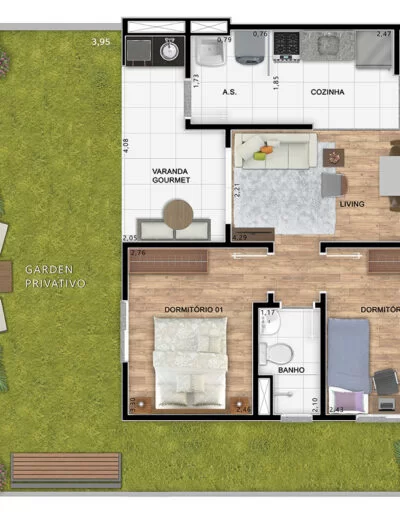 3,95
0,79
0,76
2,47
1,73
1,85
A.S.
COZINHA
4,08
VARANDA
GOURMET
2,21
LIVING
2,05
4,29
2,76
GARDEN
PRIVATIVO
DORMITÓRIO 01
DORMITÓR
1,17
BANHO
3,30
2,46
2,10
2,43